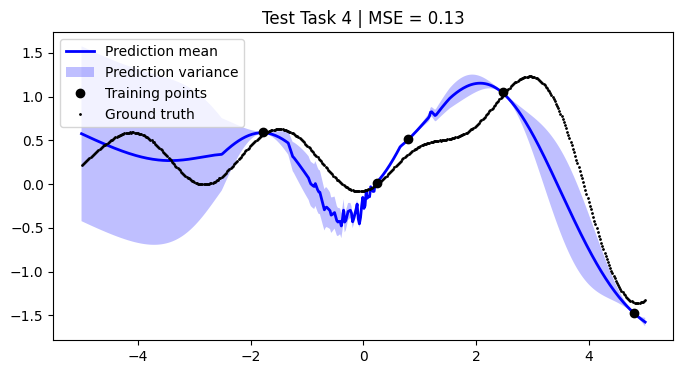 Test Task 4 | MSE = 0.13
Prediction mean
Prediction variance
Training points
Ground truth
1.5
1.0
0.5
0.0
−0.5
−1.0
−1.5
−4
−2
0
2
4